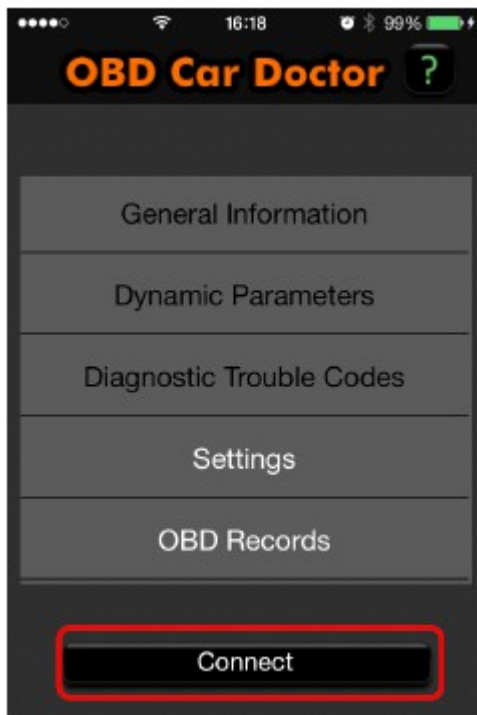 16:18 99%
OBD Car Doctor ?
General Information
Dynamic Parameters
Diagnostic Trouble Codes
Settings
OBD Records
Connect